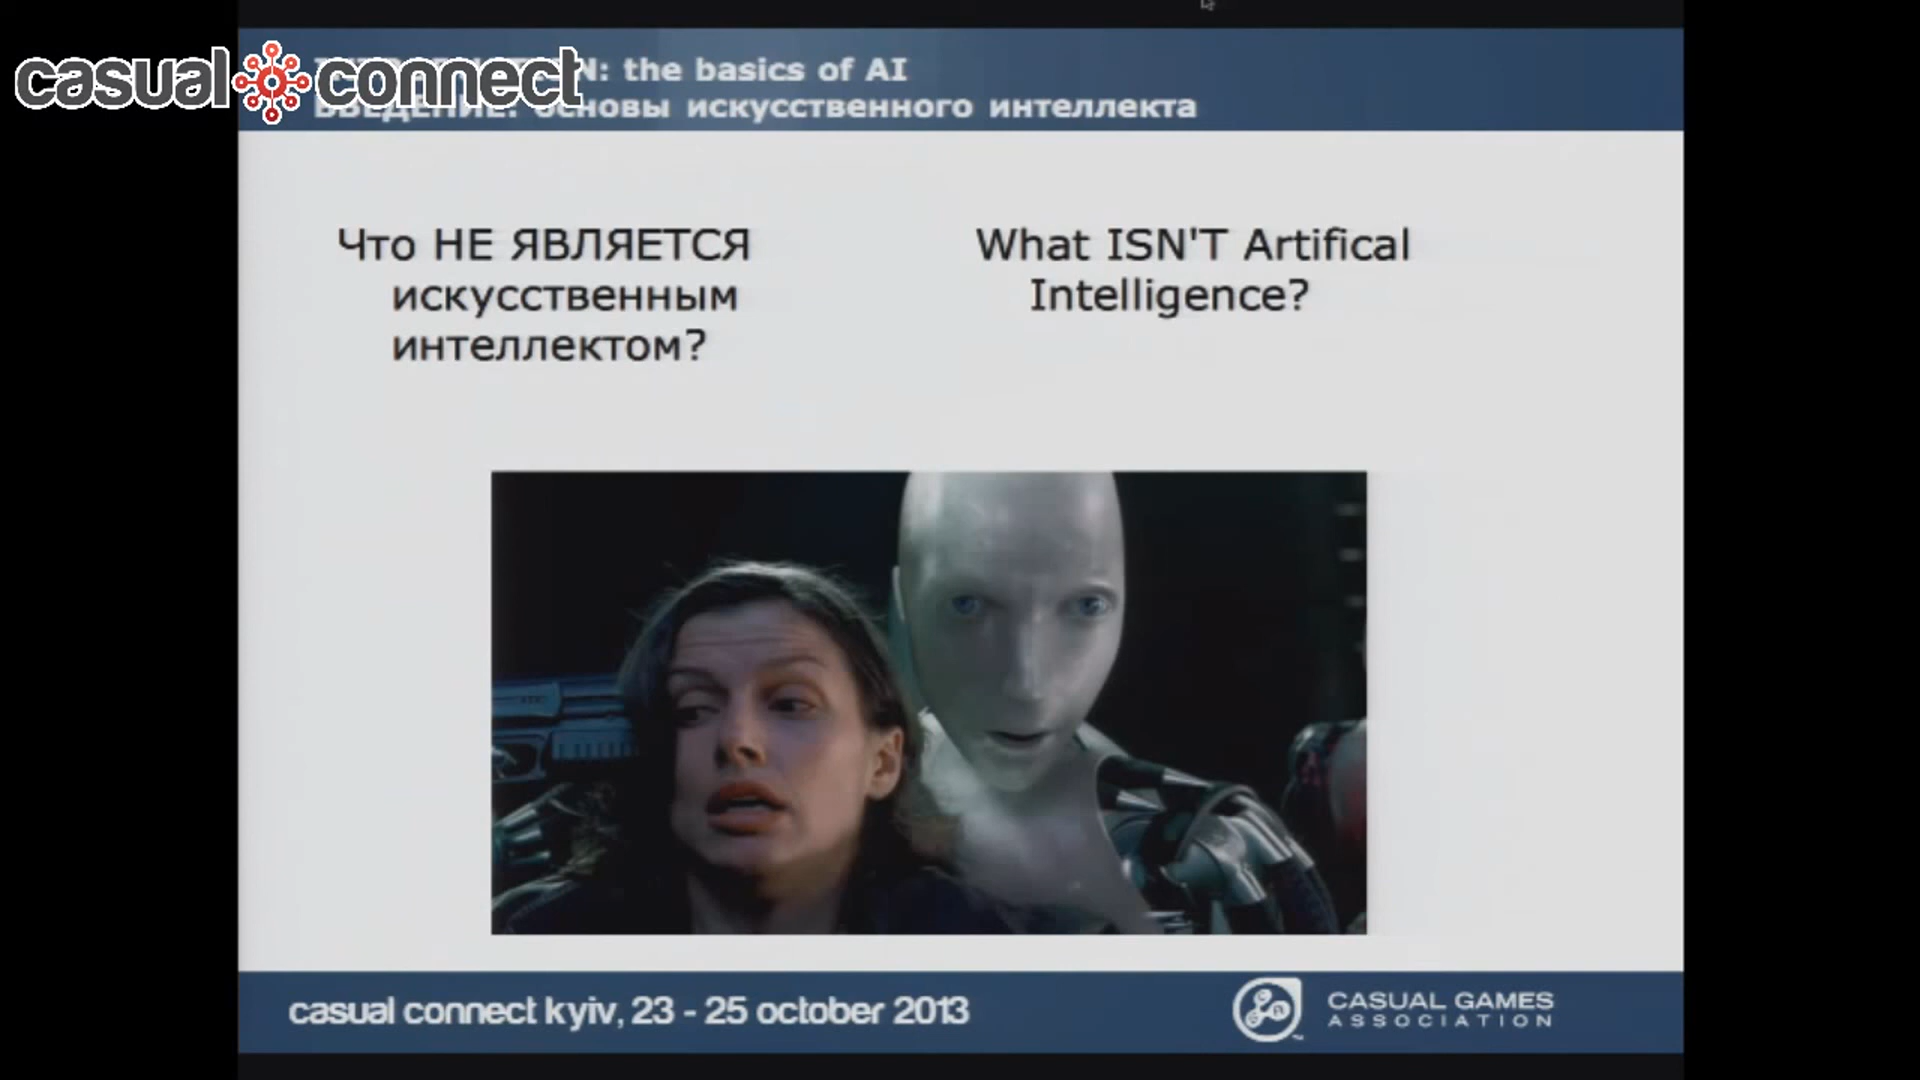 casual connect
the basics of AI
основы искусственного интеллекта
Что НЕ ЯВЛЯЕТСЯ
искусственным
интеллектом?
What ISN'T Artifical
Intelligence?
casual connect kyiv, 23 - 25 october 2013
CASUAL GAMES
ASSOCIATION